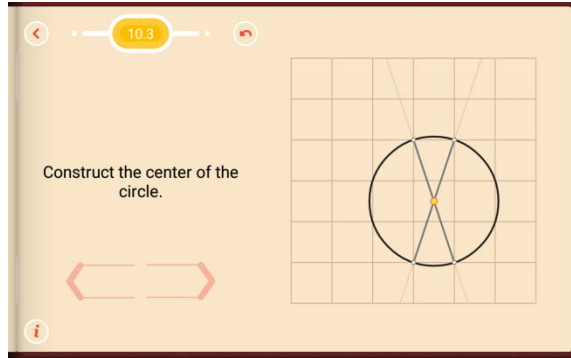 10.3
Construct the center of the
circle.
i